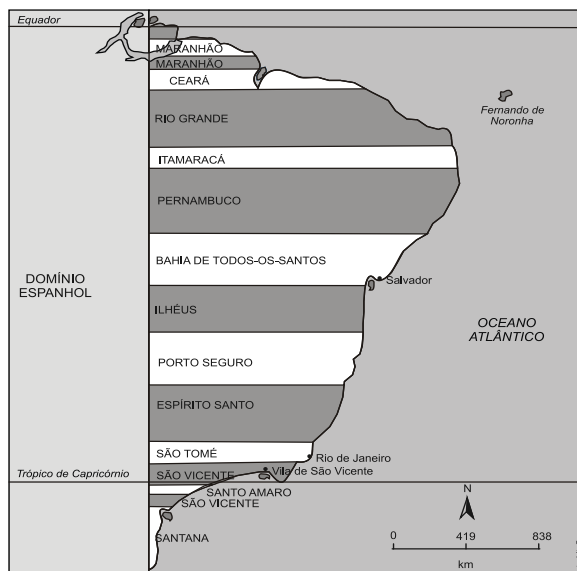 Equador
MARANHÃO
MARANHÃO
CEARÁ
RIO GRANDE
Fernando de
Noronha
ITAMARACÁ
PERNAMBUCO
BAHIA DE TODOS-OS-SANTOS
DOMÍNIO
ESPANHOL
Salvador
ILHÉUS
OCEANO
ATLÂNTICO
PORTO SEGURO
ESPÍRITO SANTO
SÃO TOMÉ
Rio de Janeiro
Trópico de Capricórnio
SÃO VICENTE
Vila de São Vicente
SANTO AMARO
SÃO VICENTE
N
SANTANA
0 419 838
km